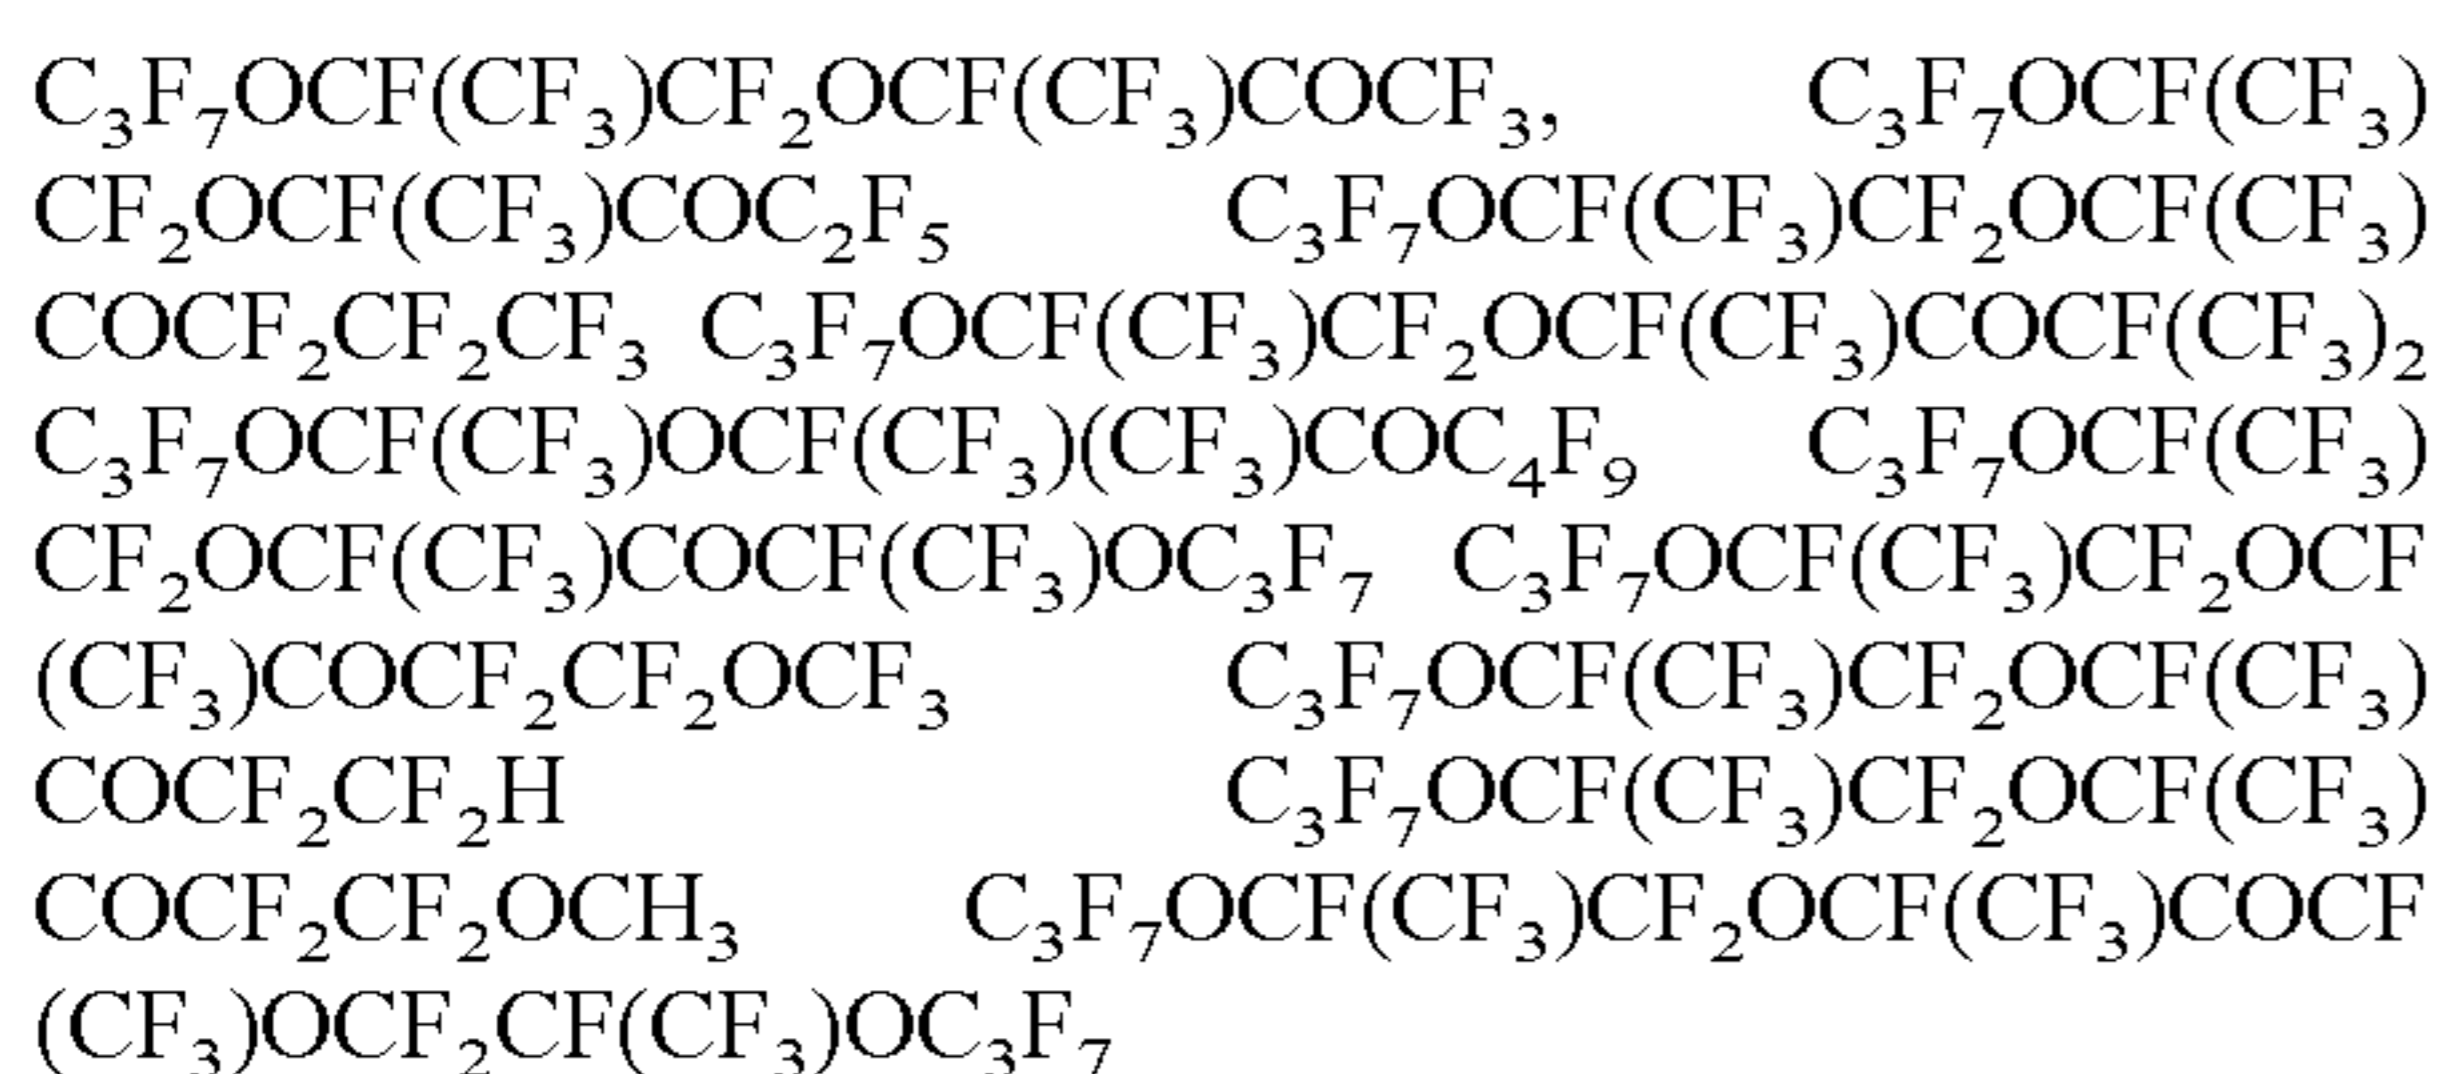 C₃F₇OCF(CF₃)CF₂OCF(CF₃)COCF₃, C₃F₇OCF(CF₃)
CF₂OCF(CF₃)COC₂F₅ C₃F₇OCF(CF₃)CF₂OCF(CF₃)
COCF₂CF₂CF₃ C₃F₇OCF(CF₃)CF₂OCF(CF₃)COCF(CF₃)₂
C₃F₇OCF(CF₃)OCF(CF₃)(CF₃)COC₄F₉ C₃F₇OCF(CF₃)
CF₂OCF(CF₃)COCF(CF₃)OC₃F₇ C₃F₇OCF(CF₃)CF₂OCF
(CF₃)COCF₂CF₂OCF₃ C₃F₇OCF(CF₃)CF₂OCF(CF₃)
COCF₂CF₂H C₃F₇OCF(CF₃)CF₂OCF(CF₃)
COCF₂CF₂OCH₃ C₃F₇OCF(CF₃)CF₂OCF(CF₃)COCF
(CF₃)OCF₂CF(CF₃)OC₃F₇